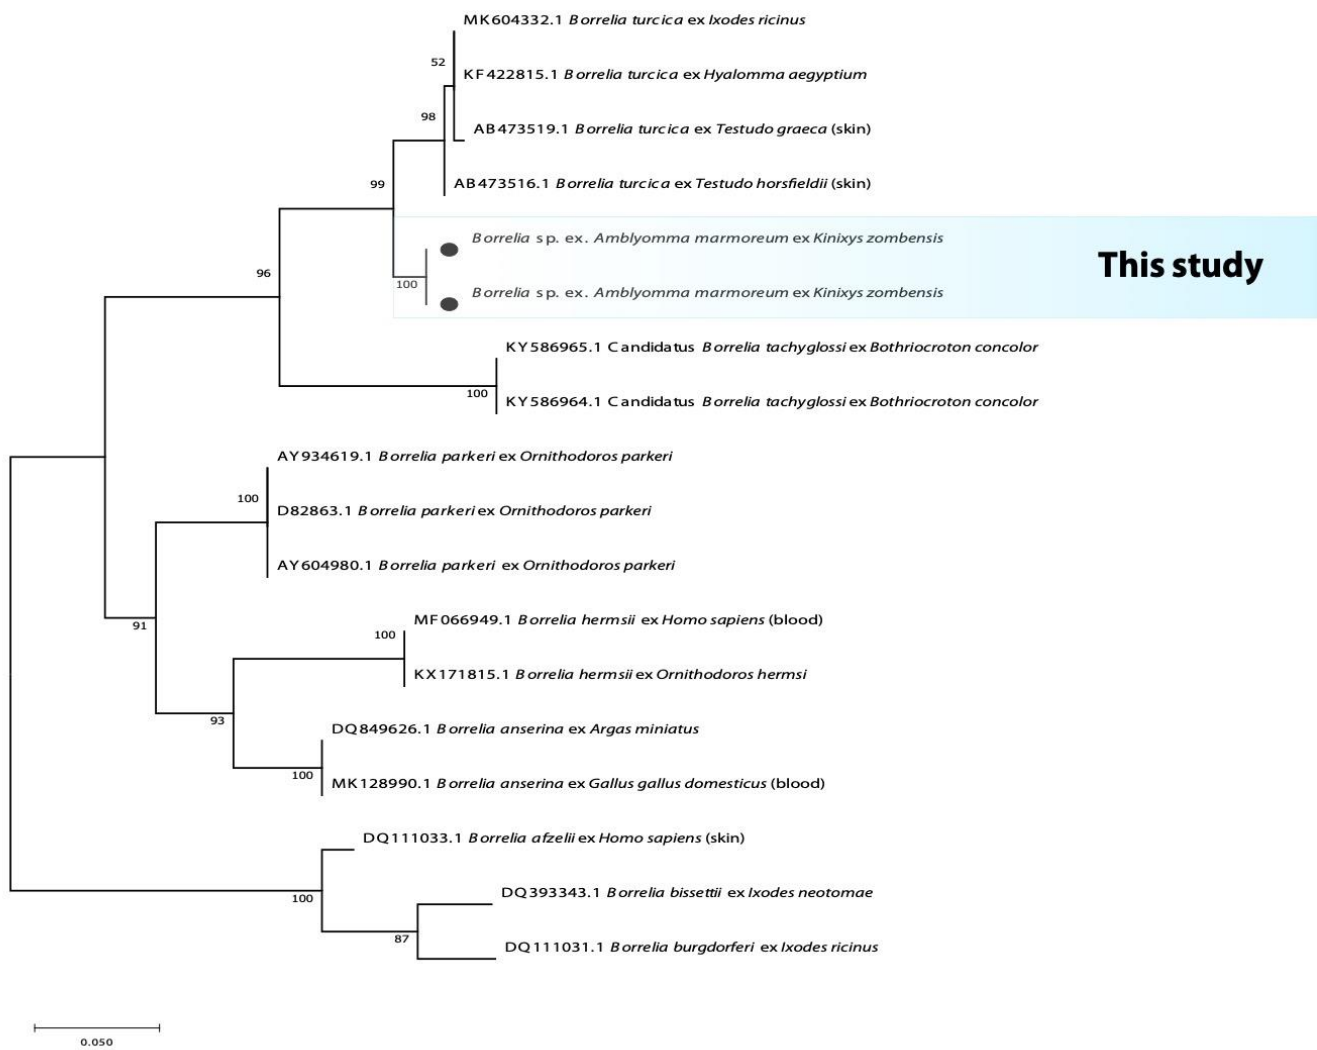 MK604332.1 Borrelia turcica ex Ixodes ricinus
52
KF422815.1 Borrelia turcica ex Hyalomma aegyptium
98
AB473519.1 Borrelia turcica ex Testudo graeca (skin)
99
AB473516.1 Borrelia turcica ex Testudo horsfieldii (skin)
Borrelia sp. ex. Amblyomma marmoreum ex Kinixys zombensis
This study
96
100
Borrelia sp. ex. Amblyomma marmoreum ex Kinixys zombensis
KY586965.1 Candidatus Borrelia tachyglossi ex Bothriocroton concolor
100
KY586964.1 Candidatus Borrelia tachyglossi ex Bothriocroton concolor
AY934619.1 Borrelia parkeri ex Ornithodoros parkeri
100
D82863.1 Borrelia parkeri ex Ornithodoros parkeri
AY604980.1 Borrelia parkeri ex Ornithodoros parkeri
91
MF066949.1 Borrelia hermsii ex Homo sapiens (blood)
100
KX171815.1 Borrelia hermsii ex Ornithodoros hermsi
93
DQ849626.1 Borrelia anserina ex Argas miniatus
100
MK128990.1 Borrelia anserina ex Gallus gallus domesticus (blood)
DQ111033.1 Borrelia afzelii ex Homo sapiens (skin)
100
DQ393343.1 Borrelia bissettii ex Ixodes neotomae
87
DQ111031.1 Borrelia burgdorferi ex Ixodes ricinus
0.050